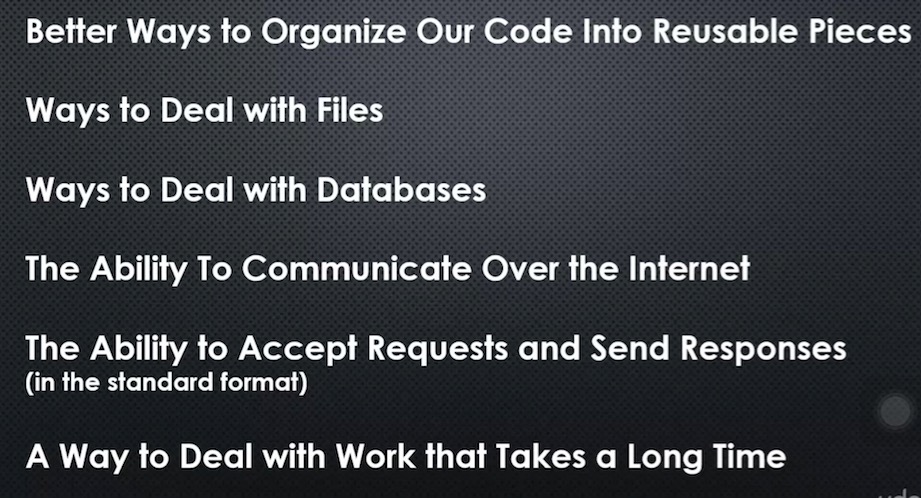 Better Ways to Organize Our Code Into Reusable Pieces
Ways to Deal with Files
Ways to Deal with Databases
The Ability To Communicate Over the Internet
The Ability to Accept Requests and Send Responses
(in the standard format)
A Way to Deal with Work that Takes a Long Time